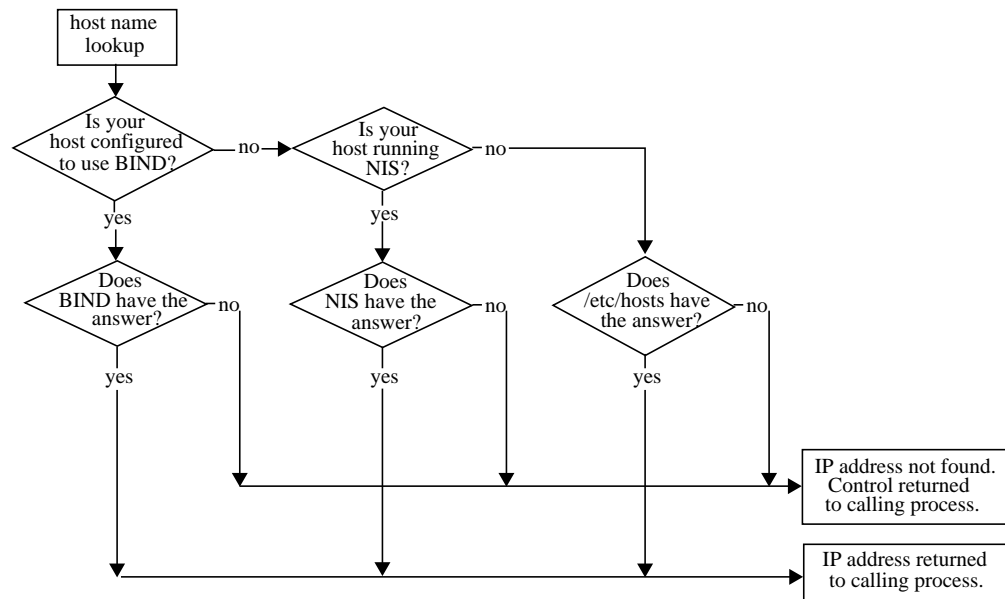 host name
lookup
Is your
host configured
to use BIND?
no
Is your
host running
NIS?
no
yes
yes
Does
BIND have the
answer?
no
Does
NIS have the
answer?
no
Does
/etc/hosts have
the answer?
no
yes
yes
yes
IP address not found.
Control returned
to calling process.
IP address returned
to calling process.